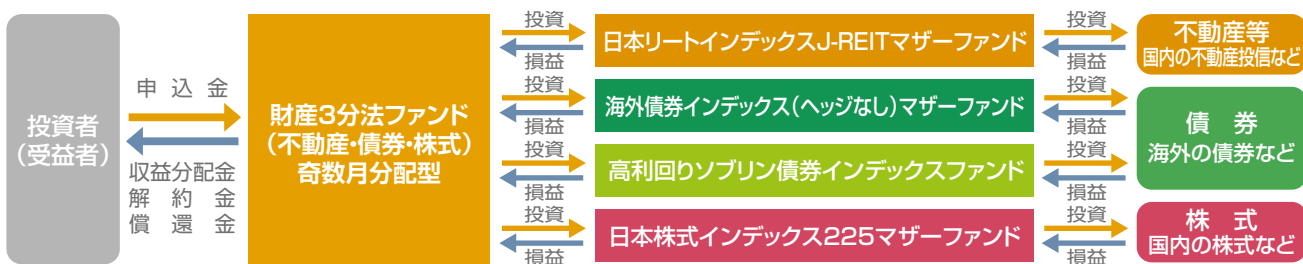 投資者
(受益者)
申込金
収益分配金
解約金
償還金
財産3分法ファンド
(不動産・債券・株式)
奇数月分配型
投資
損益
日本リートインデックスJ-REITマザーファンド
投資
損益
不動産等
国内の不動産投信など
投資
損益
海外債券インデックス(ヘッジなし)マザーファンド
投資
損益
投資
損益
高利回りソブリン債券インデックスファンド
投資
損益
債券
海外の債券など
投資
損益
日本株式インデックス225マザーファンド
投資
損益
株式
国内の株式など